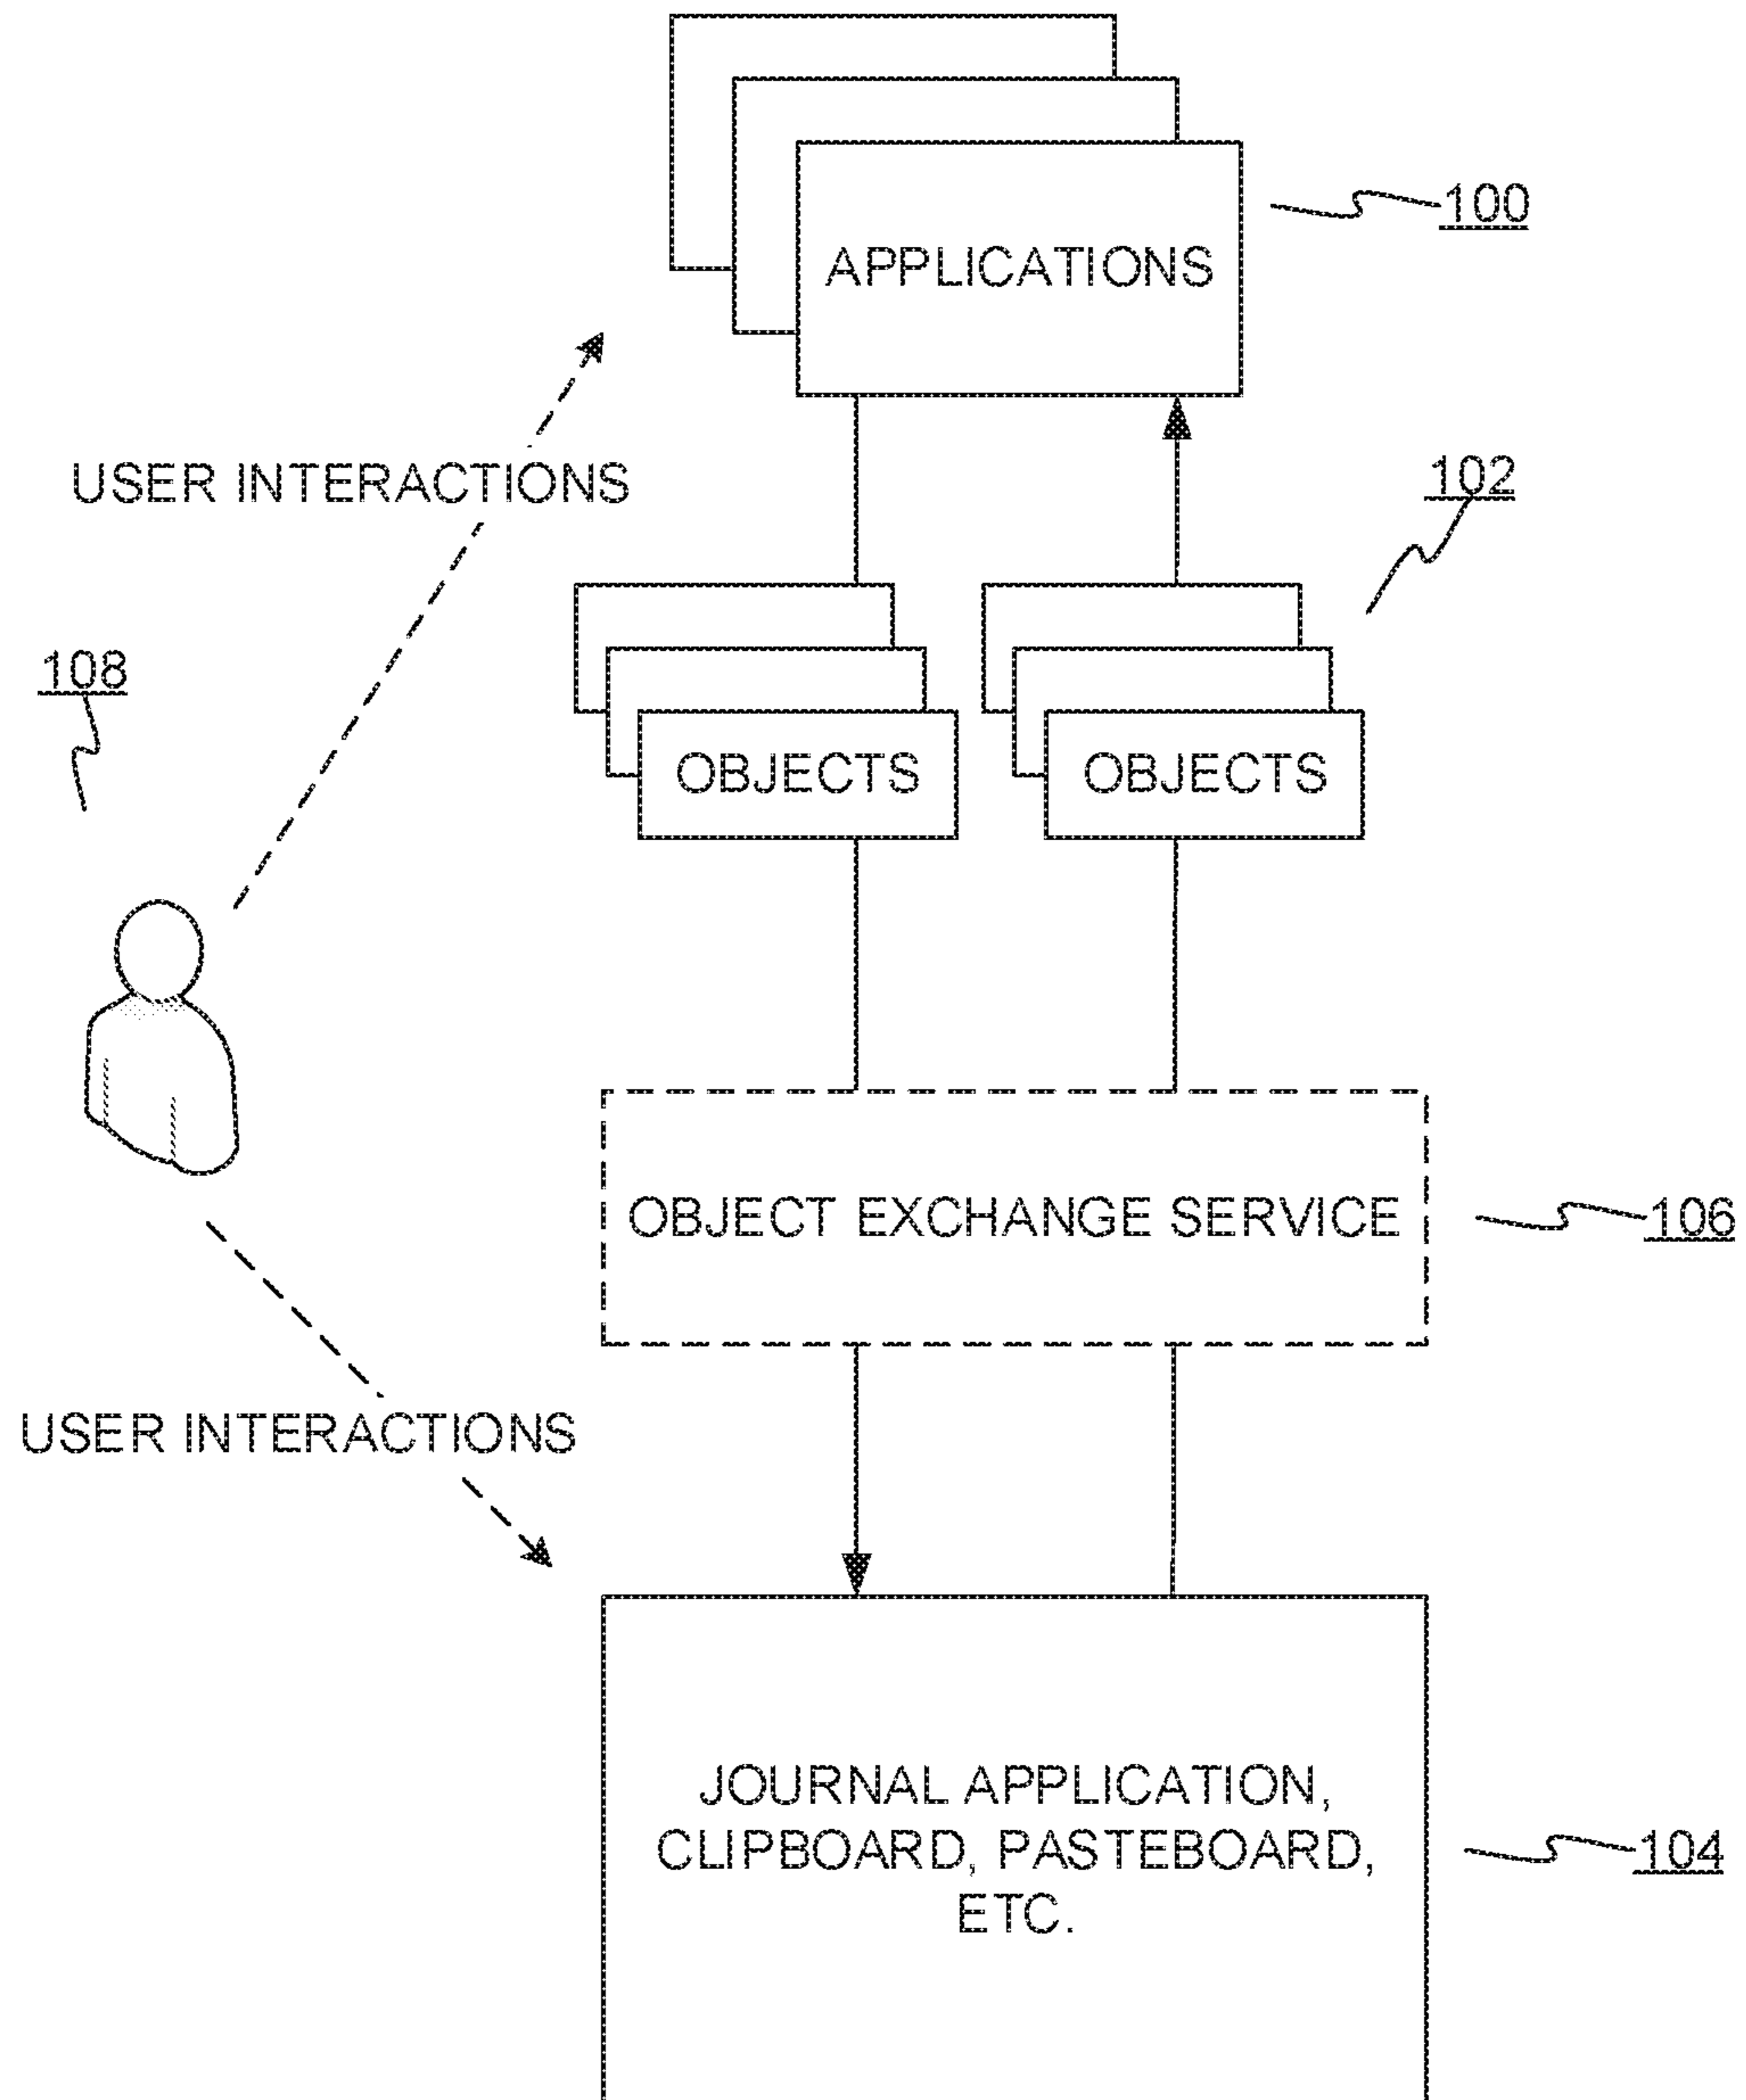 100
APPLICATIONS
USER INTERACTIONS
102
108
OBJECTS
OBJECTS
OBJECT EXCHANGE SERVICE
106
USER INTERACTIONS
JOURNAL APPLICATION,
CLIPBOARD, PASTEBOARD,
ETC.
104